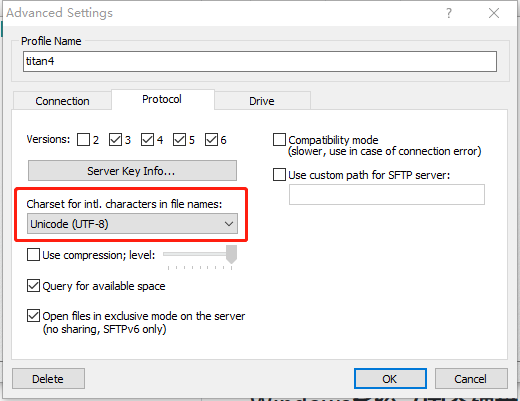 Advanced Settings
Profile Name
titan4
Connection Protocol Drive
Versions: 2 3 4 5 6
Compatibility mode
(slower, use in case of connection error)
Server Key Info...
Use custom path for SFTP server:
Charset for intl. characters in file names:
Unicode (UTF-8)
Use compression; level:
Query for available space
Open files in exclusive mode on the server
(no sharing, SFTPv6 only)
Delete OK Cancel